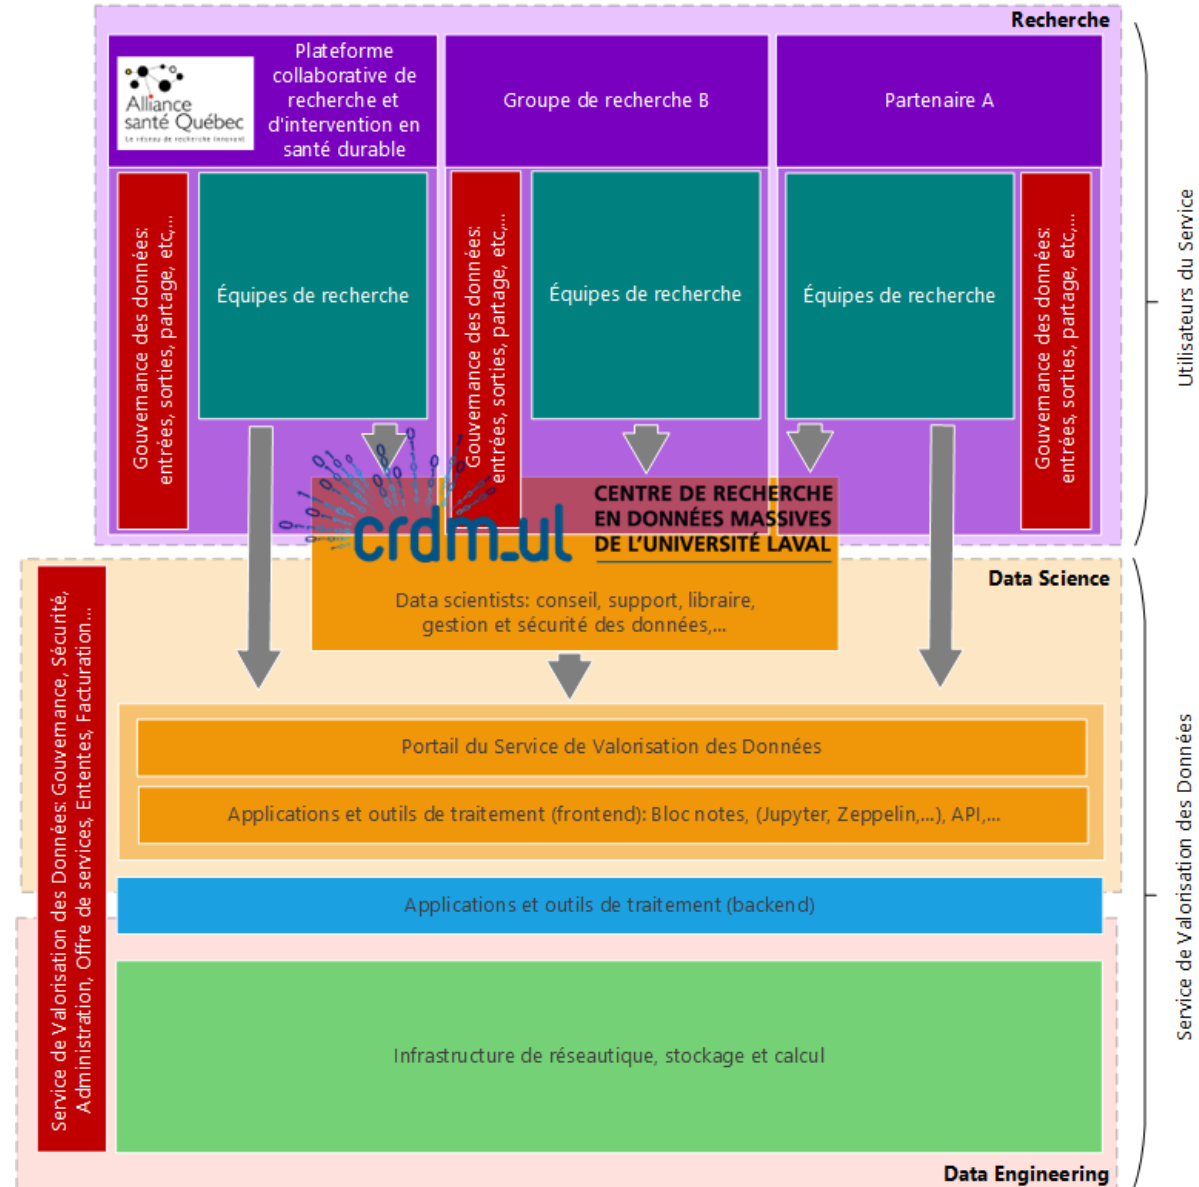 Recherche
Alliance
santé Québec
Le réseau de recherche innovant
Plateforme
collaborative de
recherche et
d'intervention en
santé durable
Groupe de recherche B
Partenaire A
Gouvernance des données:
entrées, sorties, partage, etc,...
Équipes de recherche
Gouvernance des données:
entrées, sorties, partage, etc,...
Équipes de recherche
Équipes de recherche
Gouvernance des données:
entrées, sorties, partage, etc,...
Utilisateurs du Service
crdm_ul
CENTRE DE RECHERCHE
EN DONNÉES MASSIVES
DE L'UNIVERSITÉ LAVAL
Data Science
Data scientists: conseil, support, libraire,
gestion et sécurité des données,...
Service de Valorisation des Données: Gouvernance, Sécurité,
Administration, Offre de services, Ententes, Facturation...
Portail du Service de Valorisation des Données
Applications et outils de traitement (frontend): Bloc notes, (Jupyter, Zeppelin,...), API,...
Applications et outils de traitement (backend)
Infrastructure de réseautique, stockage et calcul
Service de Valorisation des Données
Data Engineering